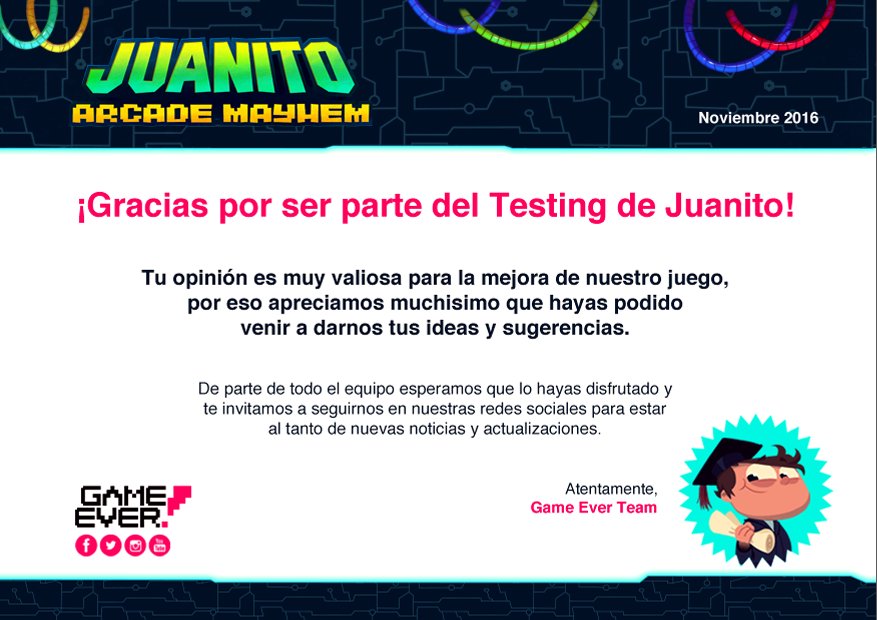 JUANITO
ARCADE MAYHEM
Noviembre 2016
¡Gracias por ser parte del Testing de Juanito!
Tu opinión es muy valiosa para la mejora de nuestro juego,
por eso apreciamos muchisimo que hayas podido
venir a darnos tus ideas y sugerencias.
De parte de todo el equipo esperamos que lo hayas disfrutado y
te invitamos a seguirnos en nuestras redes sociales para estar
al tanto de nuevas noticias y actualizaciones.
GAME
EVER.
Atentamente,
Game Ever Team
You Tube